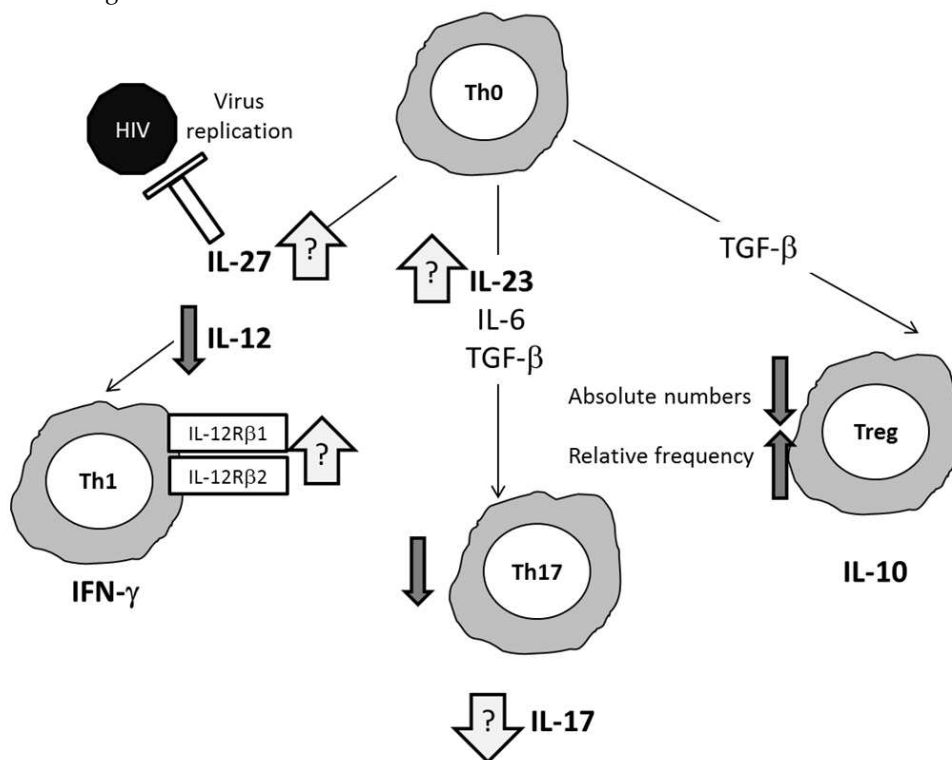 Th0
HIV
Virus
replication
IL-27
?
?
IL-23
IL-6
TGF-β
TGF-β
IL-12
Th1
IL-12Rβ1
IL-12Rβ2
?
IFN-γ
Absolute numbers
Relative frequency
Treg
IL-10
Th17
?
IL-17